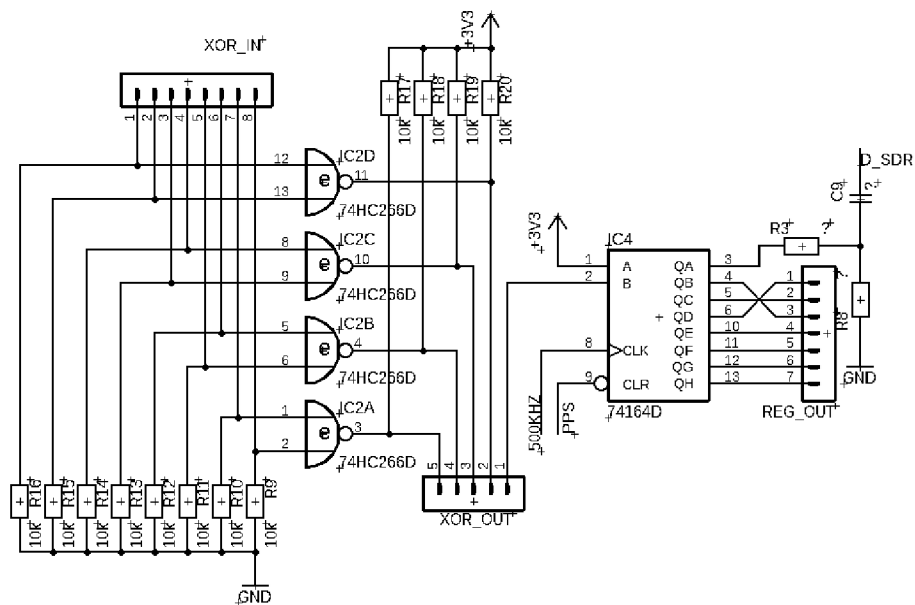 XOR_IN
+3V3
1 2 3 4 5 6 7 8
R17 R18 R19 R20
10k 10k 10k 10k
12 IC2D 11
13
74HC266D
8 IC2C 10
9
74HC266D
5 IC2B 4
6
74HC266D
1 IC2A 3
2
74HC266D
R16 R15 R14 R13 R12 R11 R10 R9
10k 10k 10k 10k 10k 10k 10k 10k
GND
5 4 3 2 1
XOR_OUT
+3V3
IC4
1 A QA 3
2 B QB 4
QC 5
QD 6
QE 10
8 CLK QF 11
QG 12
9 CLR QH 13
74164D
500KHZ
PPS
R3 ?
C9 ?
D_SDR
R8 ?
GND
1
2
3
4
5
6
7
REG_OUT